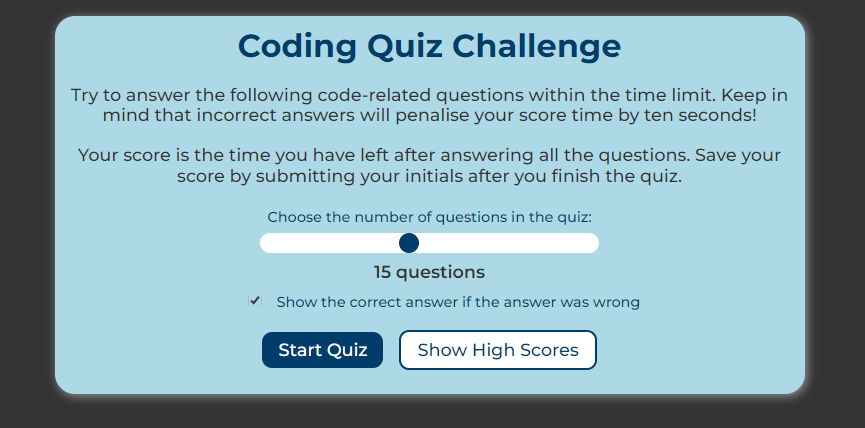 Coding Quiz Challenge
Try to answer the following code-related questions within the time limit. Keep in
mind that incorrect answers will penalise your score time by ten seconds!
Your score is the time you have left after answering all the questions. Save your
score by submitting your initials after you finish the quiz.
Choose the number of questions in the quiz:
15 questions
Show the correct answer if the answer was wrong
Start Quiz
Show High Scores